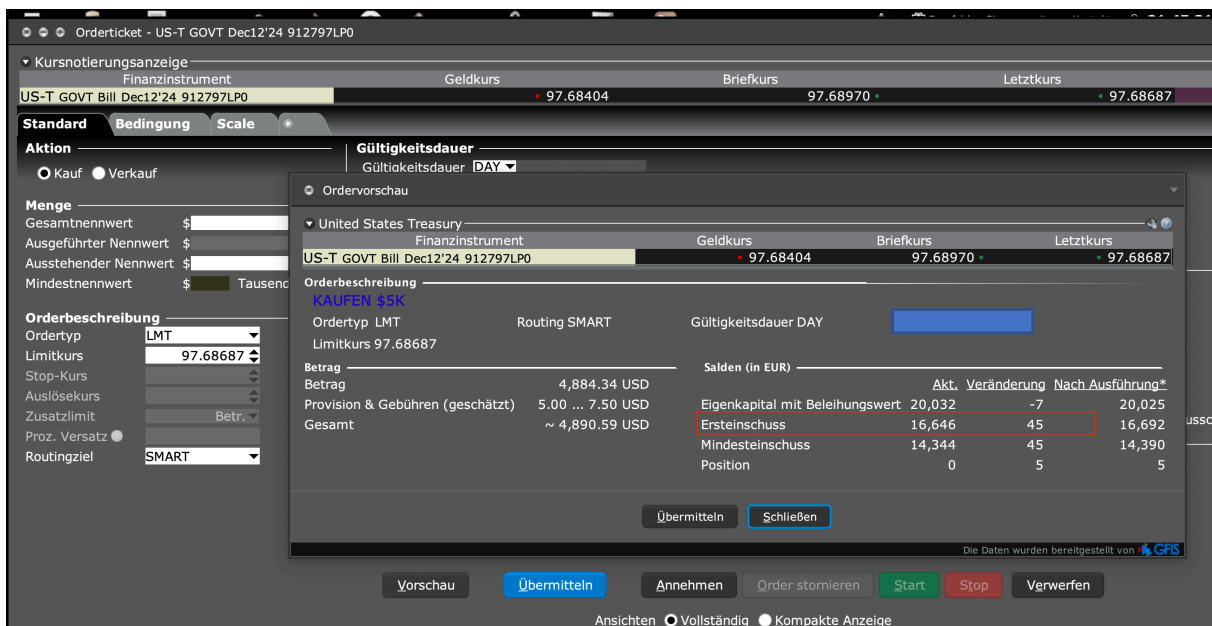 Orderticket - US-T GOVT Dec12'24 912797LP0
Kursnotierungsanzeige
Finanzinstrument Geldkurs Briefkurs Letztkurs
US-T GOVT Bill Dec12'24 912797LP0 97.68404 97.68970 97.68687
Standard Bedingung Scale
Aktion
Kauf Verkauf
Gültigkeitsdauer
Gültigkeitsdauer DAY
Menge
Gesamtnennwert $
Ausgeführter Nennwert $
Ausstehender Nennwert $
Mindestnennwert $ Tausend
Orderbeschreibung
Ordertyp LMT
Limitkurs 97.68687
Stop-Kurs
Auslösekurs
Zusatzlimit Betr.
Proz. Versatz
Routingziel SMART
Ordervorschau
United States Treasury
Finanzinstrument Geldkurs Briefkurs Letztkurs
US-T GOVT Bill Dec12'24 912797LP0 97.68404 97.68970 97.68687
Orderbeschreibung
KAUFEN $5K
Ordertyp LMT Routing SMART Gültigkeitsdauer DAY
Limitkurs 97.68687
Betrag
Betrag 4,884.34 USD
Provision & Gebühren (geschätzt) 5.00 ... 7.50 USD
Gesamt ~ 4,890.59 USD
Salden (in EUR)
Akt. Veränderung Nach Ausführung*
Eigenkapital mit Beleihungswert 20,032 -7 20,025
Ersteinschuss 16,646 45 16,692
Mindesteinschuss 14,344 45 14,390
Position 0 5 5
Übermitteln Schließen
Die Daten wurden bereitgestellt von GFIS
Vorschau Übermitteln Annehmen Order stornieren Start Stop Verwerfen
Ansichten Vollständig Kompakte Anzeige